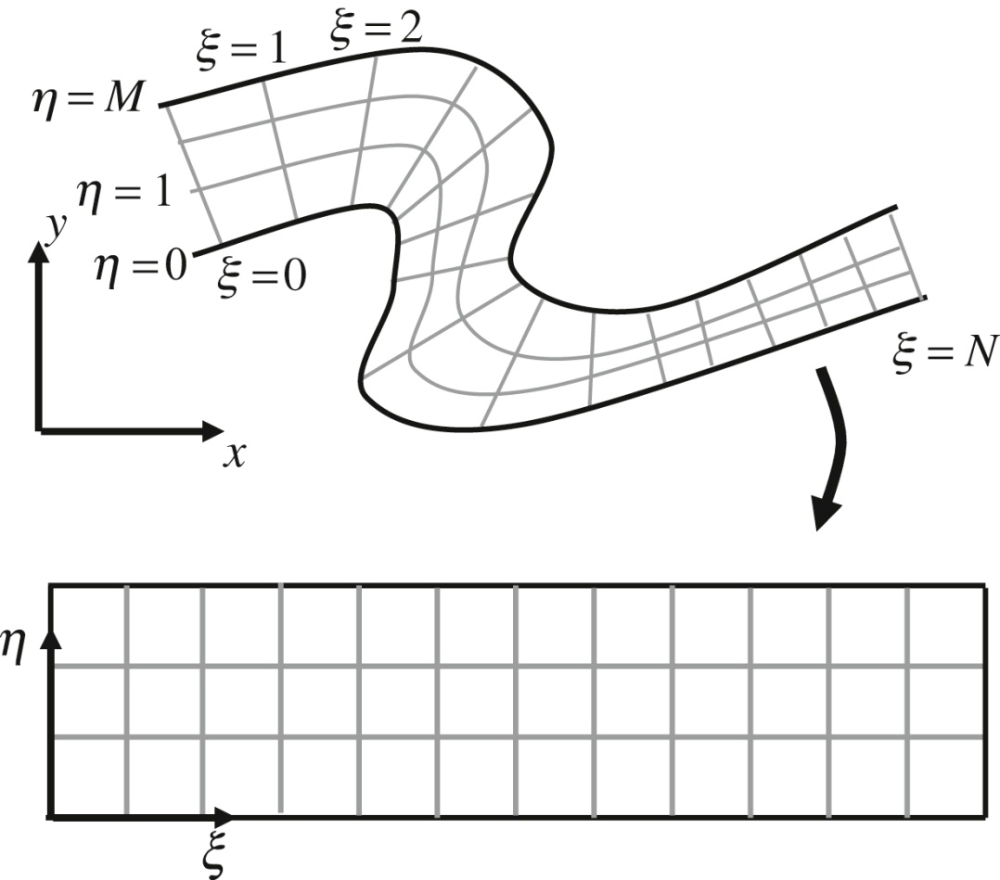 ξ = 1
ξ = 2
η = M
η = 1
y
η =0
ξ =0
ξ = N
x
η
ξ